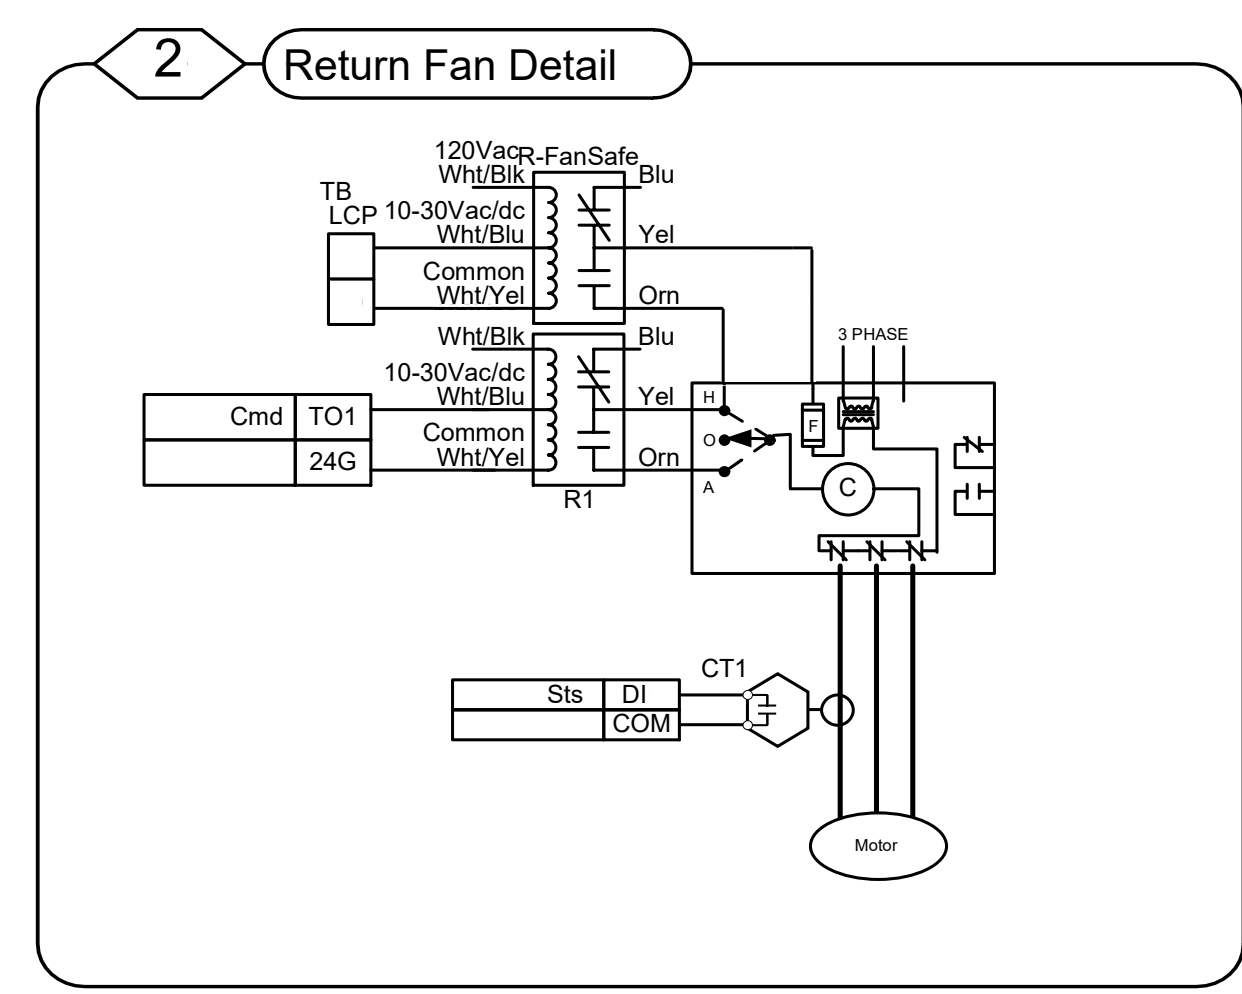 2
Return Fan Detail
120Vac
R-FanSafe
Wht/Blk
Blu
TB
LCP
10-30Vac/dc
Wht/Blu
Yel
Common
Wht/Yel
Orn
Wht/Blk
Blu
3 PHASE
10-30Vac/dc
Wht/Blu
Yel
H
Cmd
TO1
F
Common
O
Wht/Yel
Orn
24G
A
C
R1
CT1
Sts
DI
COM
Motor